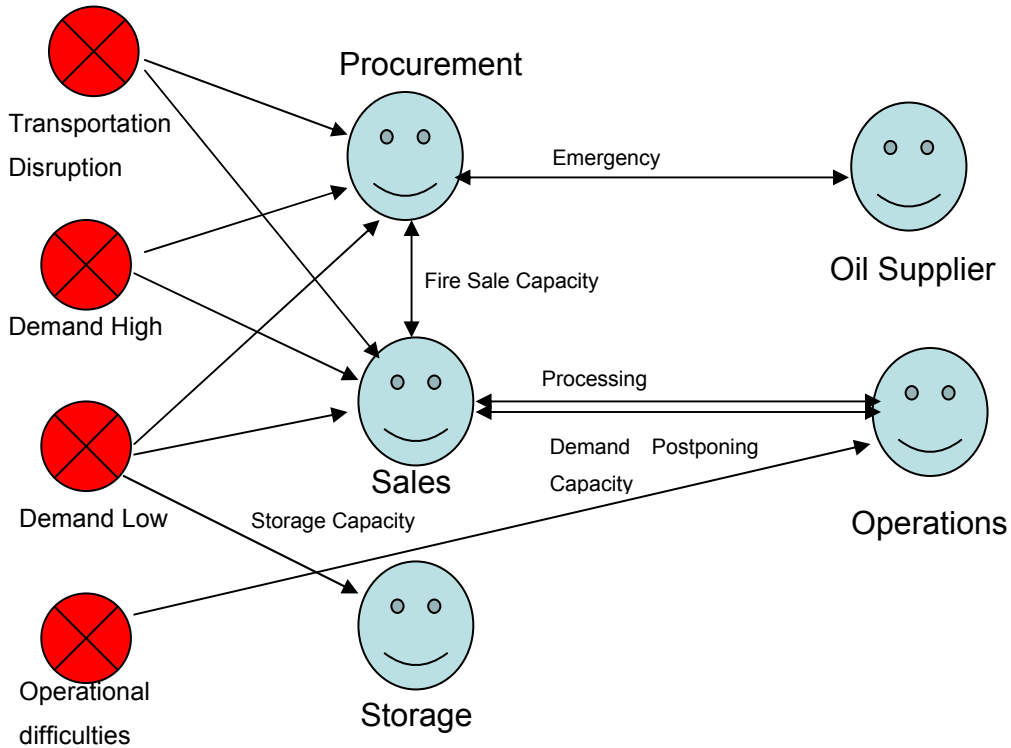 Procurement
Transportation
Disruption
Emergency
Oil Supplier
Fire Sale Capacity
Demand High
Processing
Demand Postponing
Capacity
Sales
Demand Low
Storage Capacity
Operations
Operational
difficulties
Storage